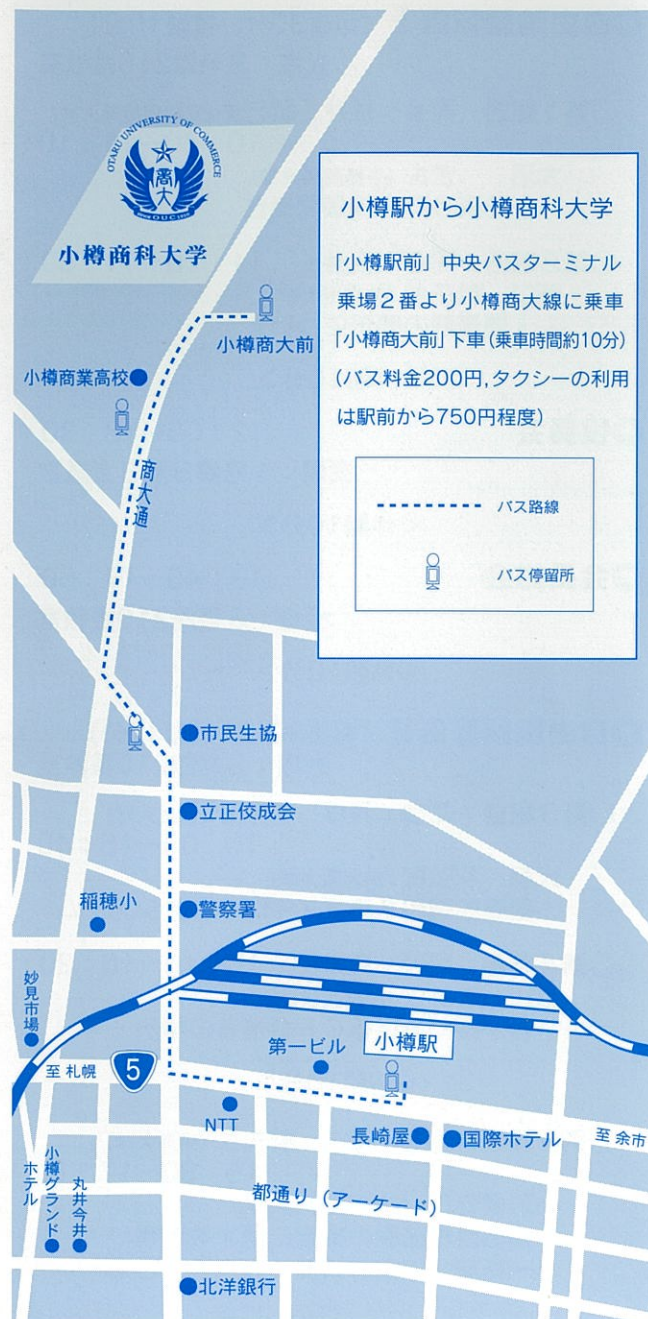 OTARU UNIVERSITY OF COMMERCE
商大
OUC
小樽商科大学
小樽駅から小樽商科大学
「小樽駅前」中央バスターミナル
乗場2番より小樽商大線に乗車
「小樽商大前」下車(乗車時間約10分)
(バス料金200円,タクシーの利用
は駅前から750円程度)
バス路線
バス停留所
小樽商大前
小樽商業高校
商大通
市民生協
立正佼成会
稲穂小
警察署
妙見市場
第一ビル
小樽駅
至 札幌
5
NTT
長崎屋
国際ホテル
至 余市
小樽グランド
ホテル
丸井今井
都通り(アーケード)
北洋銀行